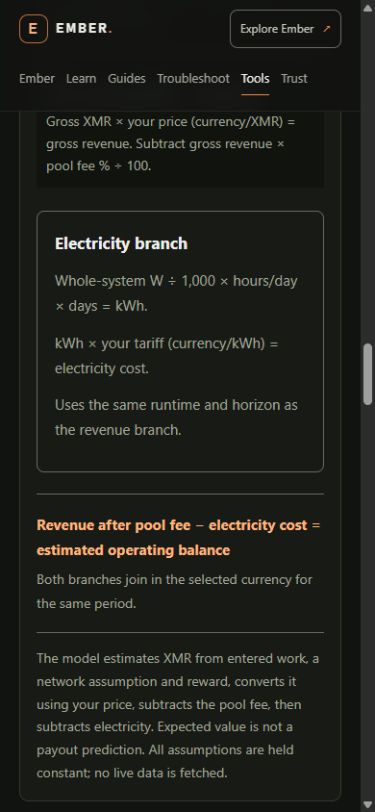 E EMBER.
Explore Ember ↗
Ember Learn Guides Troubleshoot Tools Trust
Gross XMR × your price (currency/XMR) =
gross revenue. Subtract gross revenue ×
pool fee % ÷ 100.
Electricity branch
Whole-system W ÷ 1,000 × hours/day
× days = kWh.
kWh × your tariff (currency/kWh) =
electricity cost.
Uses the same runtime and horizon as
the revenue branch.
Revenue after pool fee − electricity cost =
estimated operating balance
Both branches join in the selected currency for
the same period.
The model estimates XMR from entered work, a
network assumption and reward, converts it
using your price, subtracts the pool fee, then
subtracts electricity. Expected value is not a
payout prediction. All assumptions are held
constant; no live data is fetched.